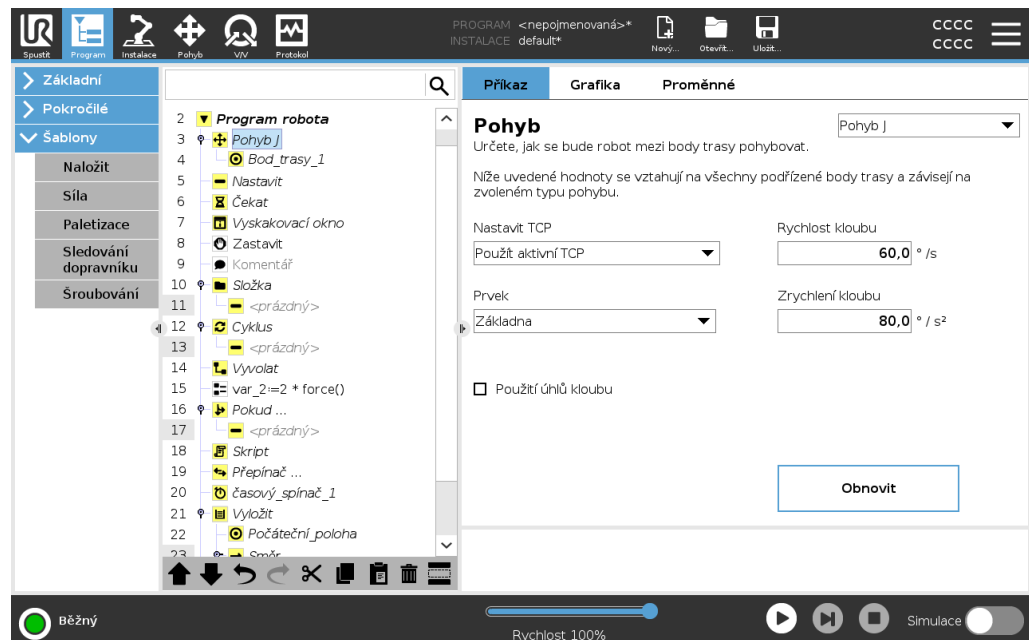 UR
Spustit
Program
Instalace
Pohyb
V/V
Protokol
PROGRAM <nepojmenovaná>*
INSTALACE default*
Nový...
Otevřít...
Uložit...
CCCC
CCCC
Základní
Pokročilé
Šablony
Naložit
Síla
Paletizace
Sledování
dopravníku
Šroubování
2 Program robota
3 Pohyb J
4 Bod_trasy_1
5 Nastavit
6 Čekat
7 Vyskakovací okno
8 Zastavit
9 Komentář
10 Složka
11 <prázdný>
12 Cyklus
13 <prázdný>
14 Vyvolat
15 var_2≔2 * force()
16 Pokud ...
17 <prázdný>
18 Skript
19 Přepínač ...
20 časový_spínač_1
21 Vyložit
22 Počáteční_poloha
23 Směr
Příkaz
Grafika
Proměnné
Pohyb
Pohyb J
Určete, jak se bude robot mezi body trasy pohybovat.
Níže uvedené hodnoty se vztahují na všechny podřízené body trasy a závisejí na
zvoleném typu pohybu.
Nastavit TCP
Rychlost kloubu
Použít aktivní TCP
60,0 ° /s
Prvek
Zrychlení kloubu
Základna
80,0 ° / s²
Použití úhlů kloubu
Obnovit
Běžný
Rychlost 100%
Simulace